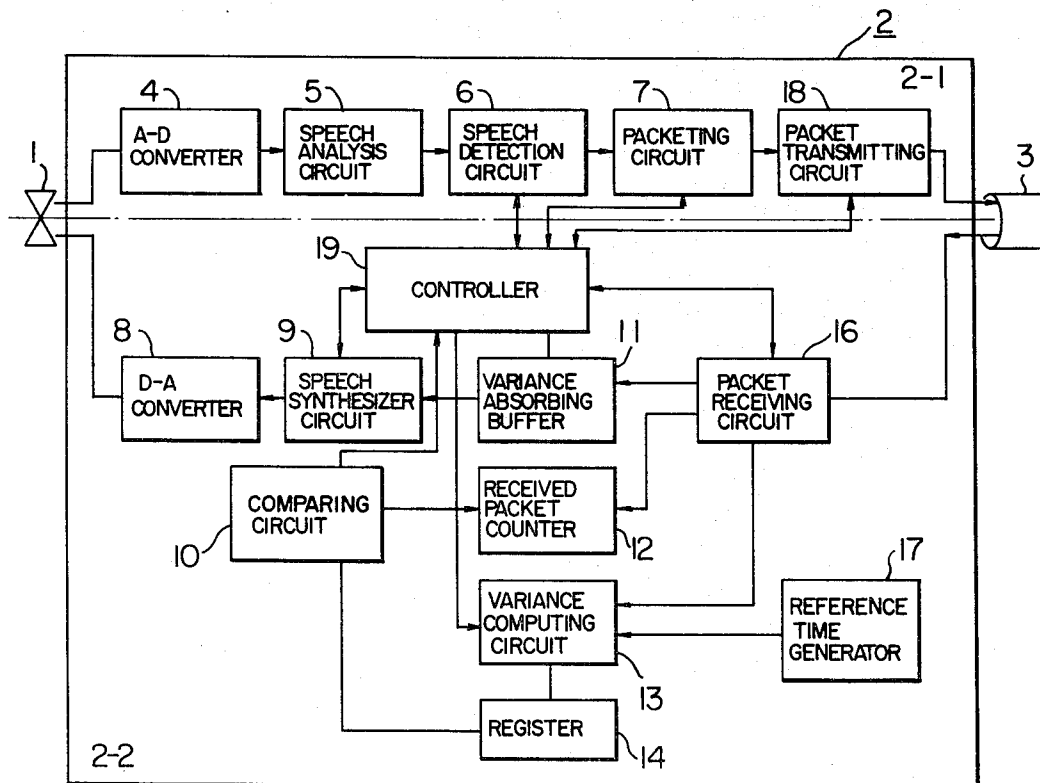 2
2-1
4
5
6
7
18
A-D
CONVERTER
SPEECH
ANALYSIS
CIRCUIT
SPEECH
DETECTION
CIRCUIT
PACKETING
CIRCUIT
PACKET
TRANSMITTING
CIRCUIT
1
3
19
CONTROLLER
8
9
11
16
D-A
CONVERTER
SPEECH
SYNTHESIZER
CIRCUIT
VARIANCE
ABSORBING
BUFFER
PACKET
RECEIVING
CIRCUIT
COMPARING
CIRCUIT
10
RECEIVED
PACKET
COUNTER
12
17
VARIANCE
COMPUTING
CIRCUIT
13
REFERENCE
TIME
GENERATOR
REGISTER
14
2-2